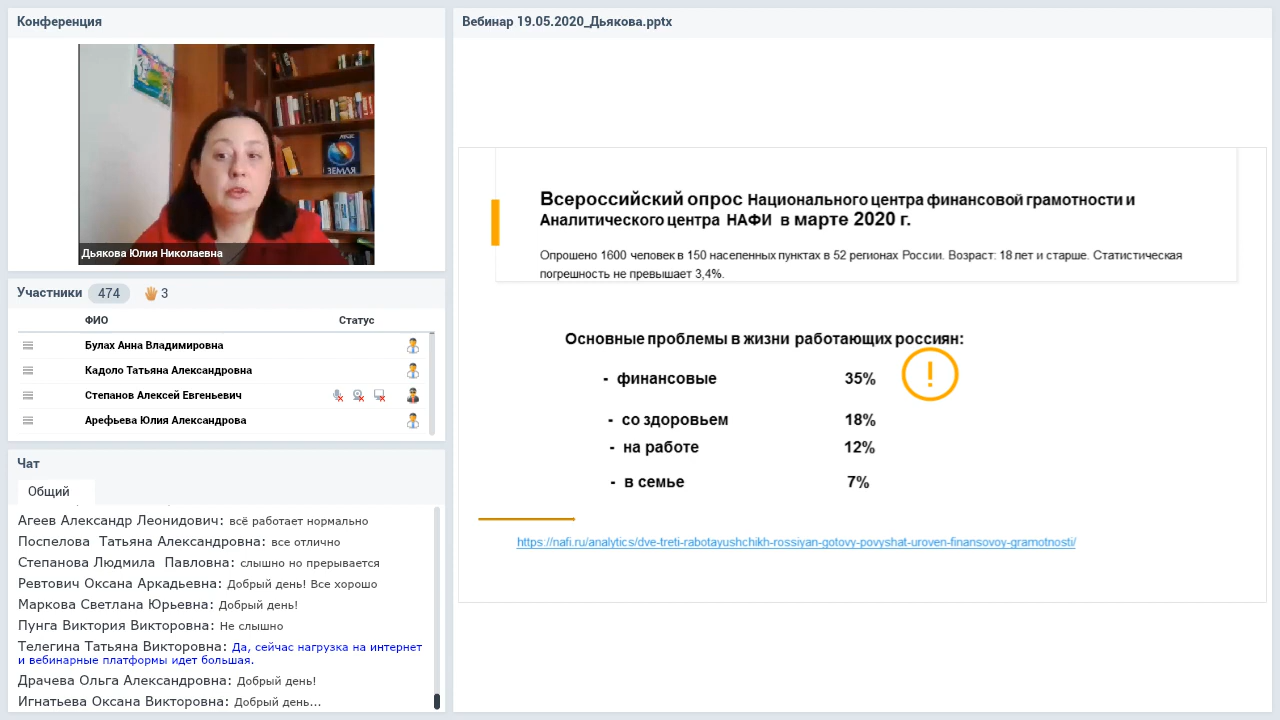 Конференция
ЗЕМЛЯ
Дьякова Юлия Николаевна
Участники 474 3
ФИО Статус
Булах Анна Владимировна
Кадоло Татьяна Александровна
Степанов Алексей Евгеньевич
Арефьева Юлия Александрова
Чат
Общий
Агеев Александр Леонидович: всё работает нормально
Поспелова Татьяна Александровна: все отлично
Степанова Людмила Павловна: слышно но прерывается
Ревтович Оксана Аркадьевна: Добрый день! Все хорошо
Маркова Светлана Юрьевна: Добрый день!
Пунга Виктория Викторовна: Не слышно
Телегина Татьяна Викторовна: Да, сейчас нагрузка на интернет
и вебинарные платформы идет большая.
Драчева Ольга Александровна: Добрый день!
Игнатьева Оксана Викторовна: Добрый день...
Вебинар 19.05.2020_Дьякова.pptx
Всероссийский опрос Национального центра финансовой грамотности и
Аналитического центра НАФИ в марте 2020 г.
Опрошено 1600 человек в 150 населенных пунктах в 52 регионах России. Возраст: 18 лет и старше. Статистическая
погрешность не превышает 3,4%.
Основные проблемы в жизни работающих россиян:
- финансовые 35%
- со здоровьем 18%
- на работе 12%
- в семье 7%
https://nafi.ru/analytics/dve-treti-rabotayushchikh-rossiyan-gotovy-povyshat-uroven-finansovoy-gramotnosti/